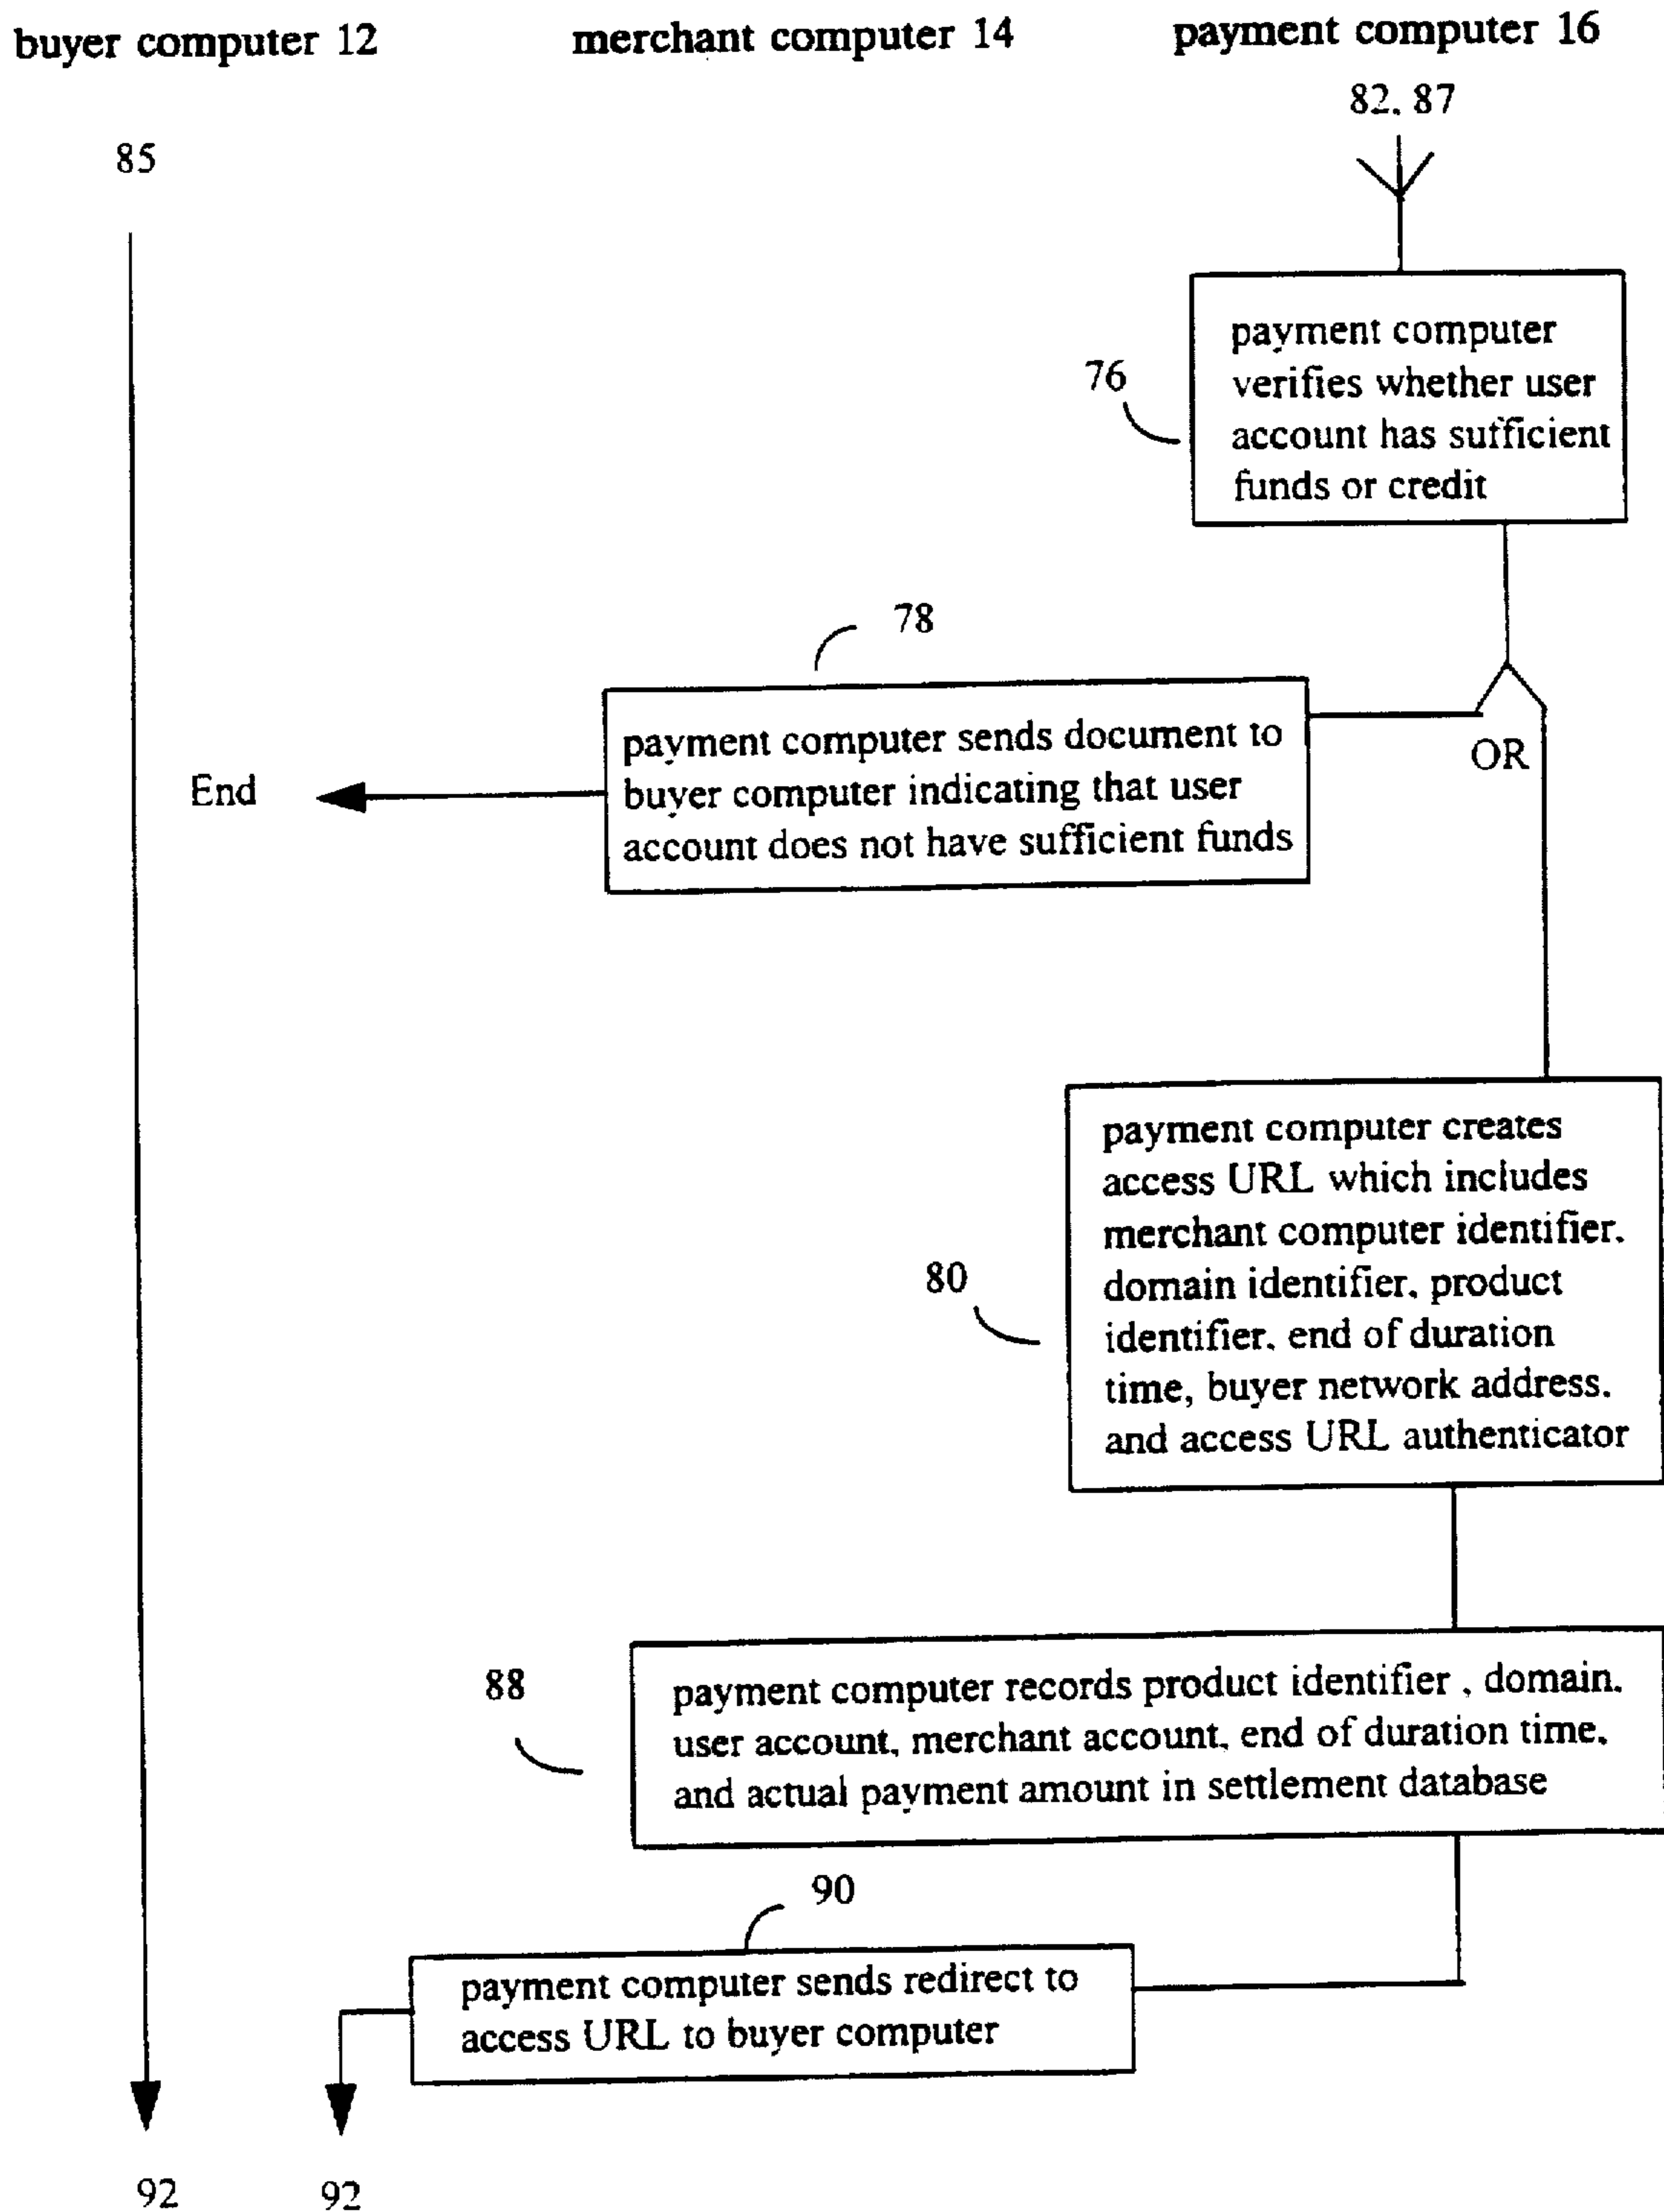 buyer computer 12 merchant computer 14 payment computer 16
82, 87
85
payment computer
verifies whether user
account has sufficient
funds or credit
76
78
payment computer sends document to
buyer computer indicating that user
account does not have sufficient funds
End
OR
payment computer creates
access URL which includes
merchant computer identifier,
domain identifier, product
identifier, end of duration
time, buyer network address,
and access URL authenticator
80
88
payment computer records product identifier , domain,
user account, merchant account, end of duration time,
and actual payment amount in settlement database
90
payment computer sends redirect to
access URL to buyer computer
92 92